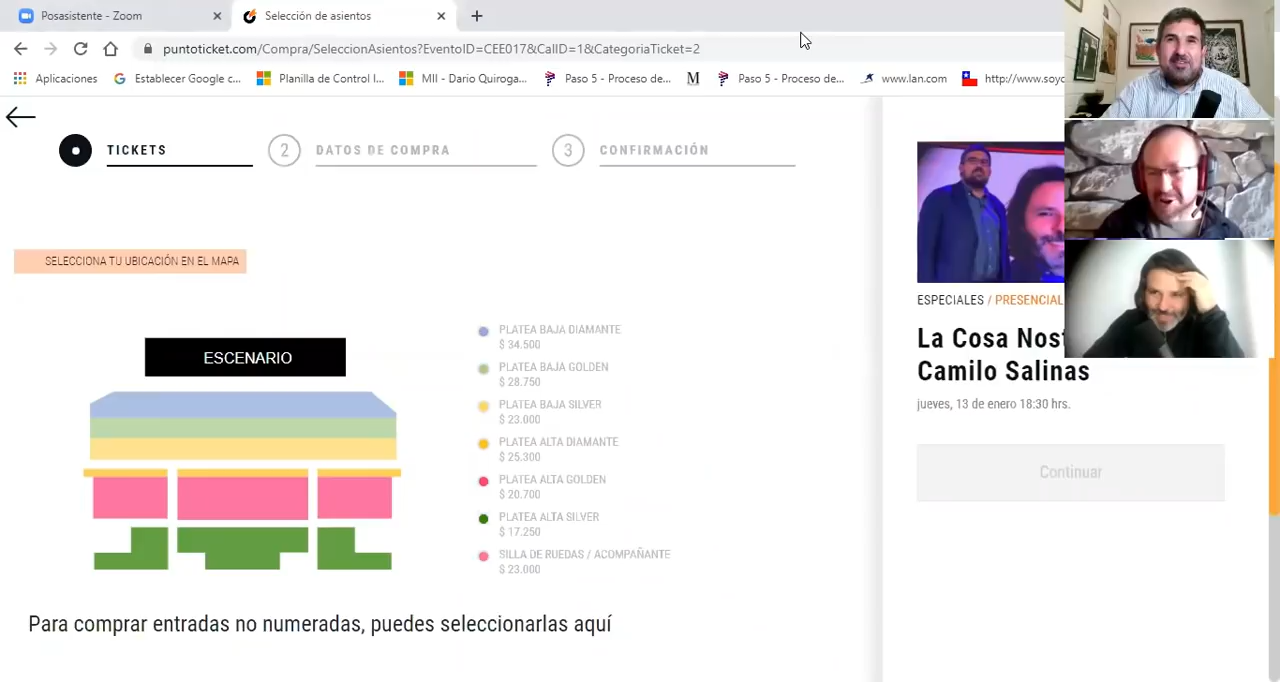 Posasistente - Zoom
Selección de asientos
puntoticket.com/Compra/SeleccionAsientos?EventoID=CEE017&CalID=1&CategoriaTicket=2
Aplicaciones
Establecer Google c...
Planilla de Control I...
MII - Dario Quiroga...
Paso 5 - Proceso de...
M
Paso 5 - Proceso de...
www.lan.com
http://www.soyc
TICKETS
2
DATOS DE COMPRA
3
CONFIRMACIÓN
SELECCIONA TU UBICACIÓN EN EL MAPA
ESCENARIO
PLATEA BAJA DIAMANTE
$ 34.500
PLATEA BAJA GOLDEN
$ 28.750
PLATEA BAJA SILVER
$ 23.000
PLATEA ALTA DIAMANTE
$ 25.300
PLATEA ALTA GOLDEN
$ 20.700
PLATEA ALTA SILVER
$ 17.250
SILLA DE RUEDAS / ACOMPAÑANTE
$ 23.000
Para comprar entradas no numeradas, puedes seleccionarlas aquí
ESPECIALES / PRESENCIAL
La Cosa Nost
Camilo Salinas
jueves, 13 de enero 18:30 hrs.
Continuar